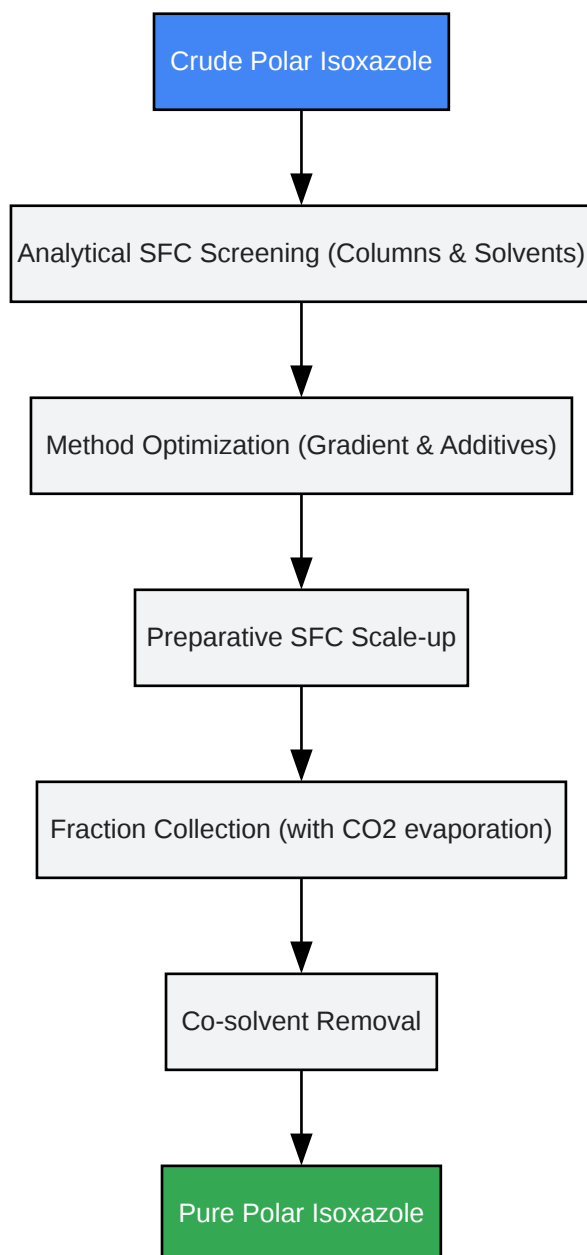 Crude Polar Isoxazole
Analytical SFC Screening (Columns & Solvents)
Method Optimization (Gradient & Additives)
Preparative SFC Scale-up
Fraction Collection (with CO2 evaporation)
Co-solvent Removal
Pure Polar Isoxazole